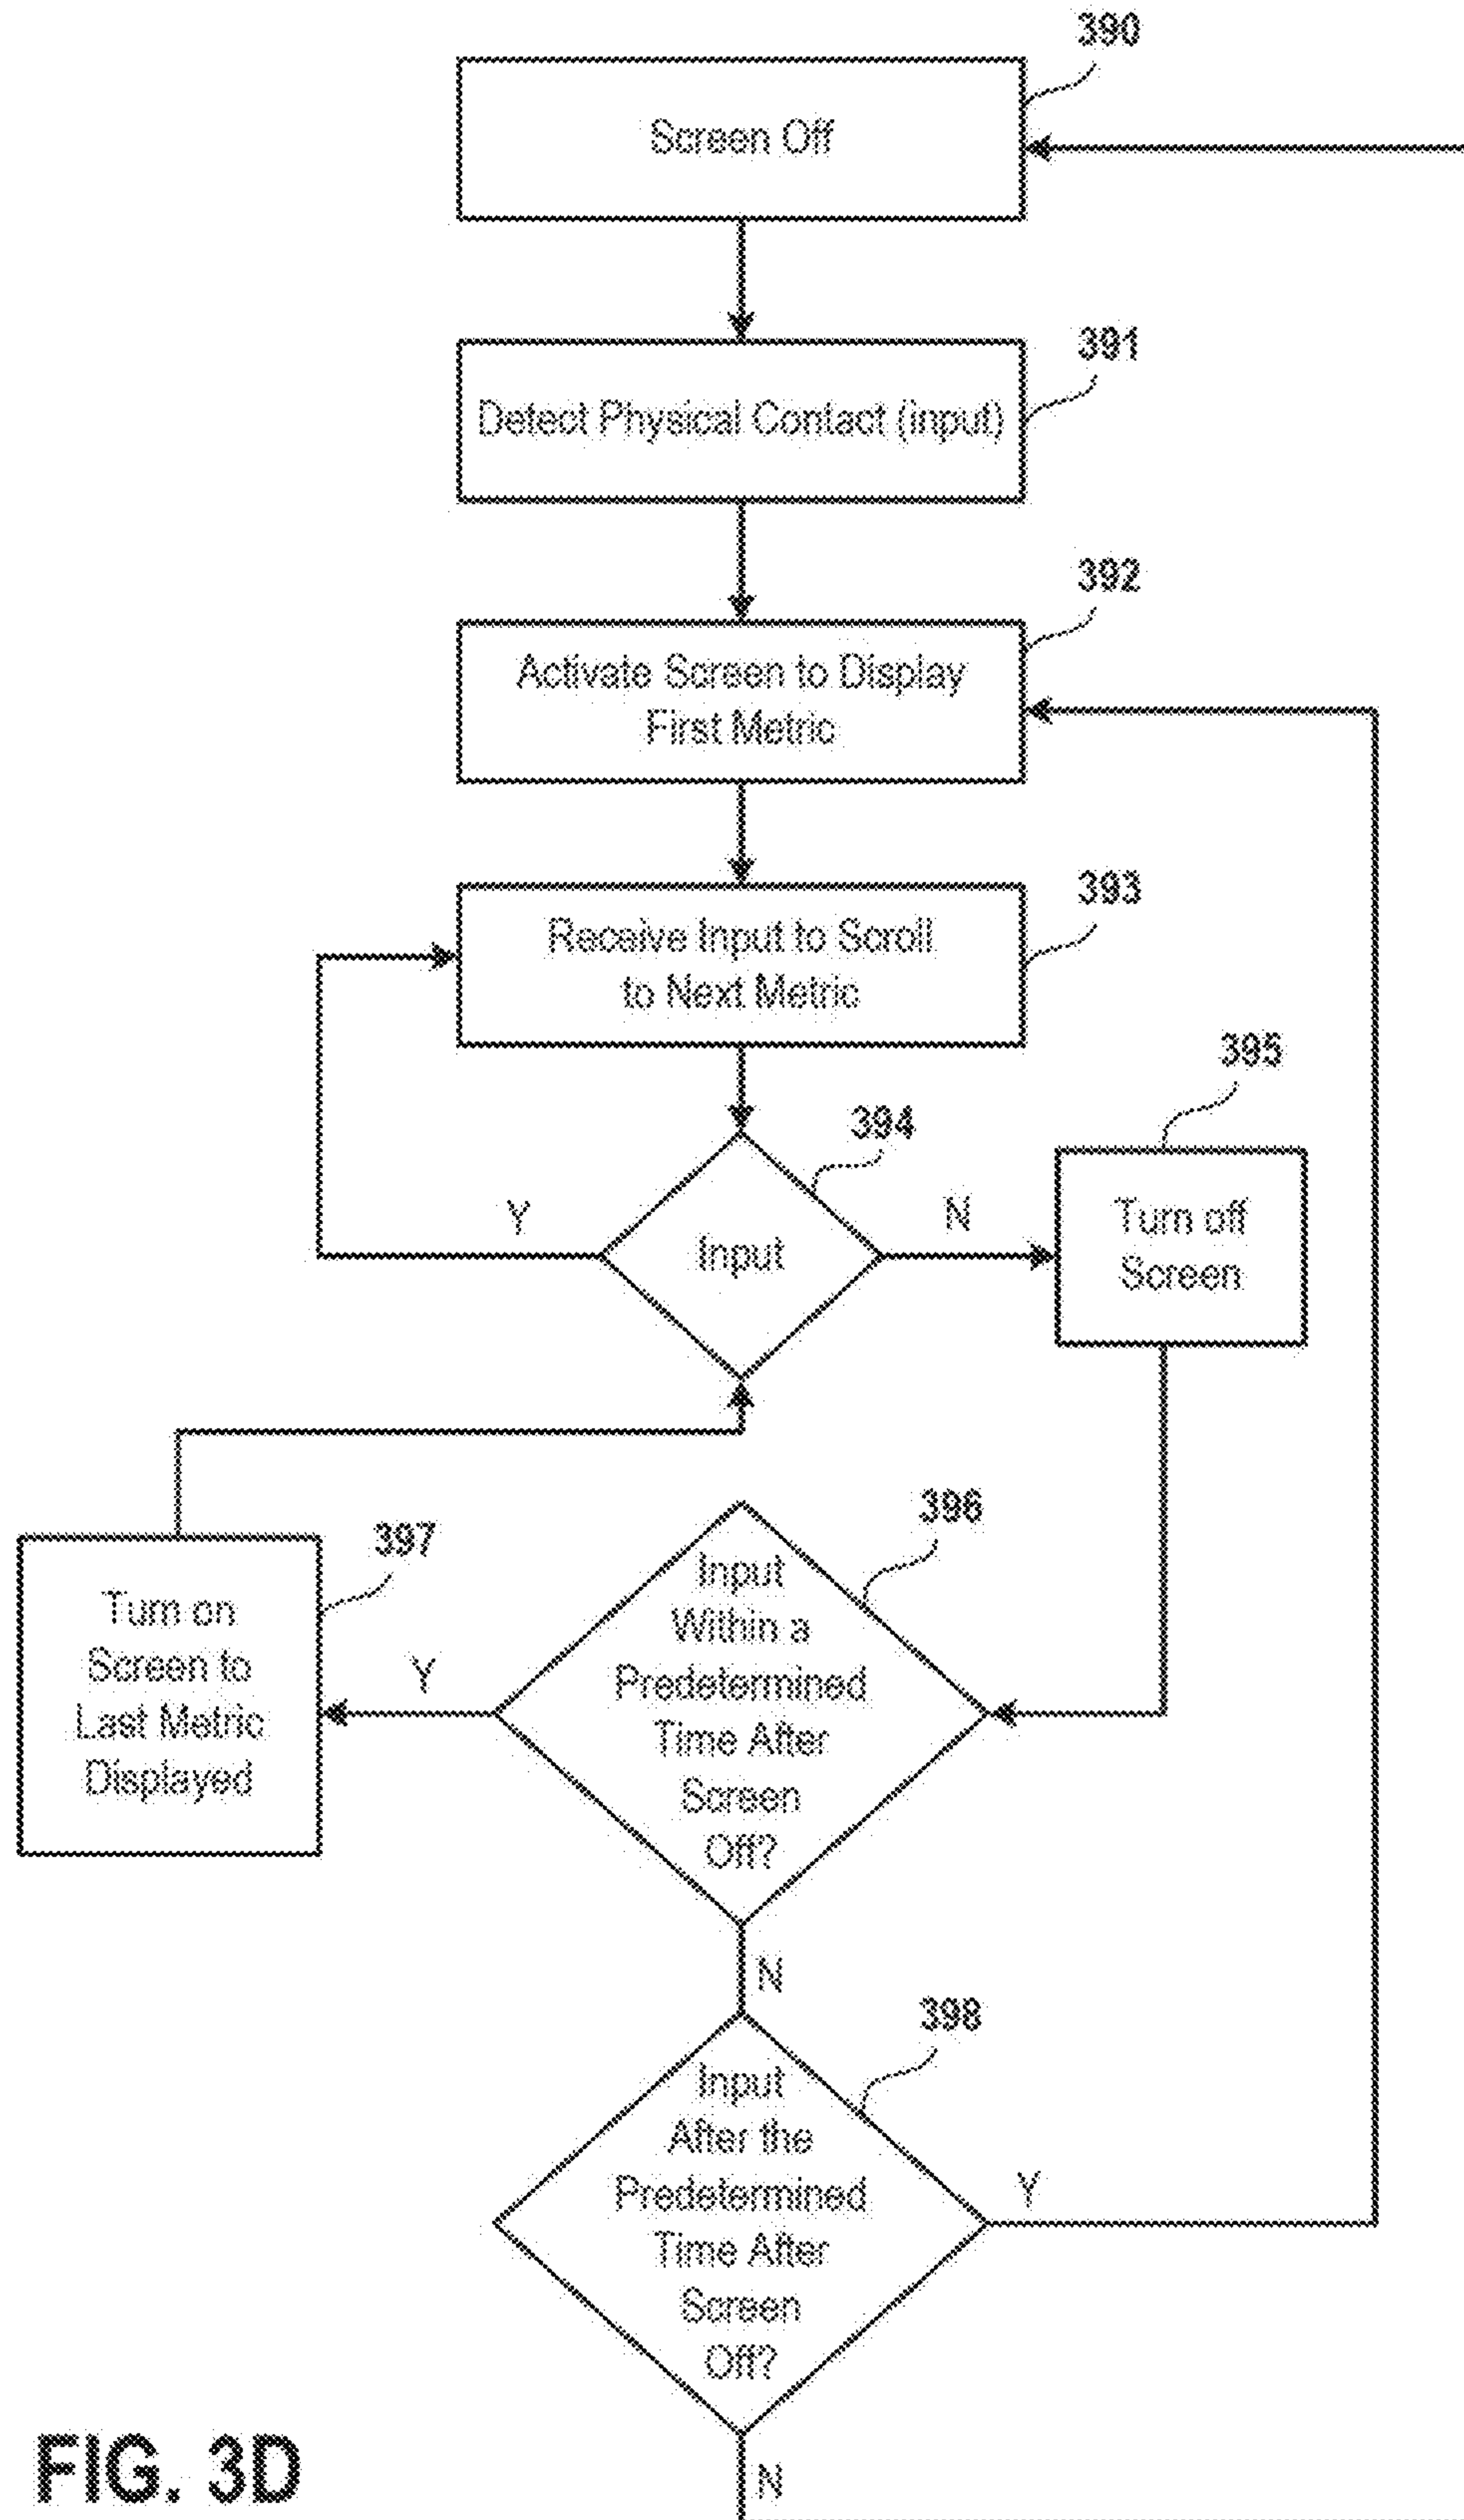 390
Screen Off
391
Detect Physical Contact (input)
392
Activate Screen to Display
First Metric
393
Receive Input to Scroll
to Next Metric
394
Input
Y
N
395
Turn off
Screen
396
Input
Within a
Predetermined
Time After
Screen
Off?
Y
397
Turn on
Screen to
Last Metric
Displayed
N
398
Input
After the
Predetermined
Time After
Screen
Off?
Y
N
FIG. 3D